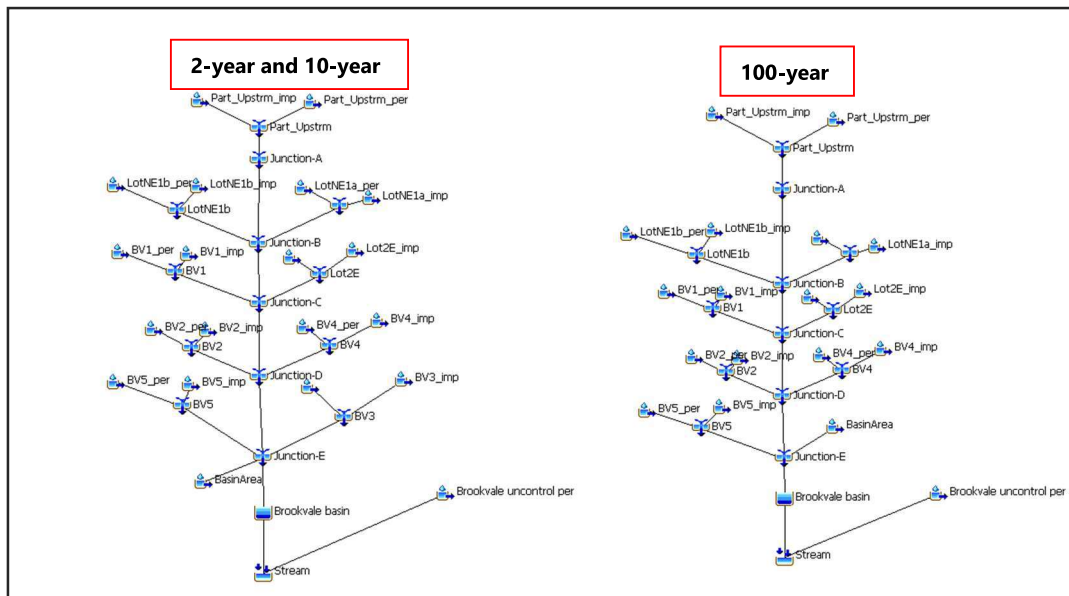 2-year and 10-year
Part_Upstrm_imp
Part_Upstrm_per
Part_Upstrm
Junction-A
LotNE1b_per
LotNE1b_imp
LotNE1a_per
LotNE1a_imp
LotNE1b
Junction-B
BV1_per
BV1_imp
Lot2E_imp
BV1
Lot2E
Junction-C
BV2_per
BV2_imp
BV4_per
BV4_imp
BV2
BV4
Junction-D
BV5_per
BV5_imp
BV3_imp
BV5
BV3
Junction-E
BasinArea
Brookvale uncontrol per
Brookvale basin
Stream
100-year
Part_Upstrm_imp
Part_Upstrm_per
Part_Upstrm
Junction-A
LotNE1b_per
LotNE1b_imp
LotNE1a_imp
LotNE1b
Junction-B
BV1_per
BV1_imp
Lot2E_imp
BV1
Lot2E
Junction-C
BV2_per
BV2_imp
BV4_per
BV4_imp
BV2
BV4
Junction-D
BV5_per
BV5_imp
BasinArea
BV5
Junction-E
Brookvale uncontrol per
Brookvale basin
Stream